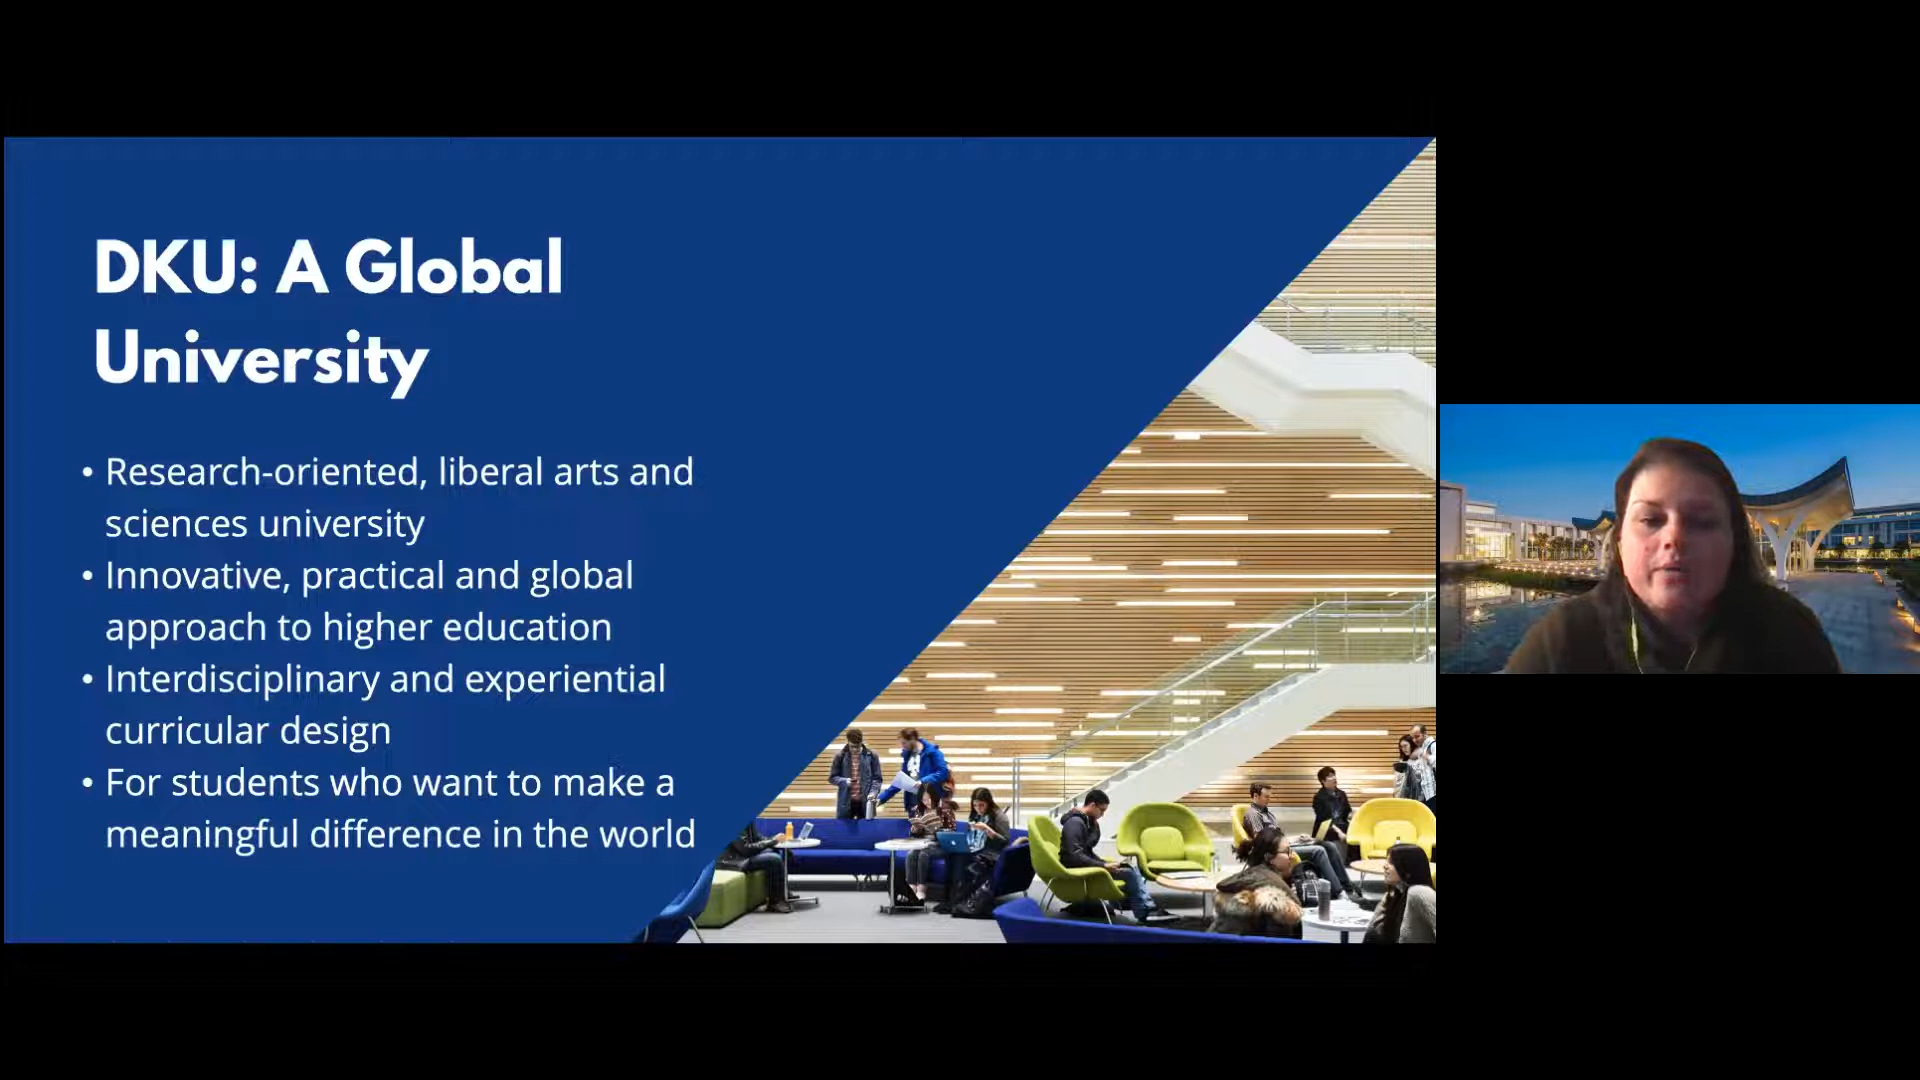 DKU: A Global
University
• Research-oriented, liberal arts and
sciences university
• Innovative, practical and global
approach to higher education
• Interdisciplinary and experiential
curricular design
• For students who want to make a
meaningful difference in the world